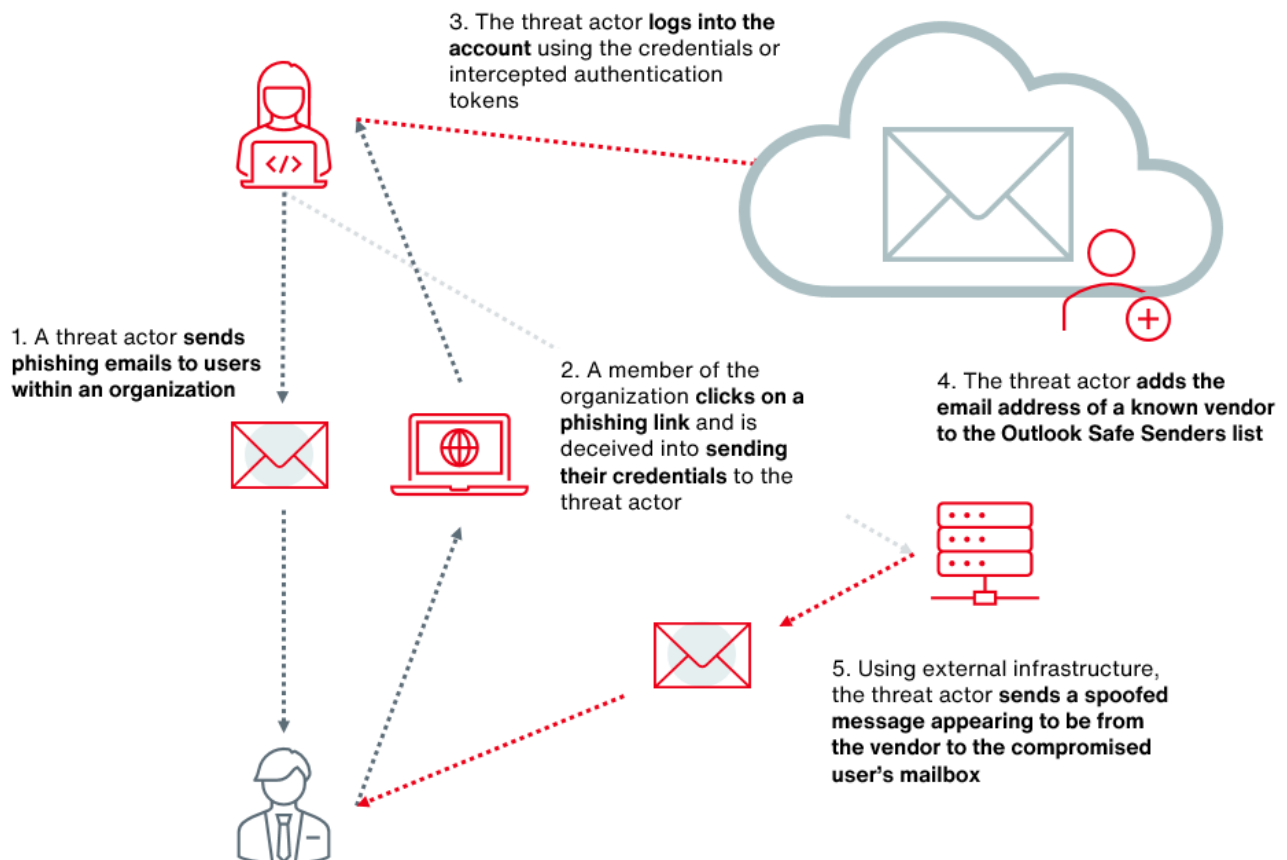 3. The threat actor logs into the
account using the credentials or
intercepted authentication
tokens
</>
1. A threat actor sends
phishing emails to users
within an organization
2. A member of the
organization clicks on a
phishing link and is
deceived into sending
their credentials to the
threat actor
4. The threat actor adds the
email address of a known vendor
to the Outlook Safe Senders list
5. Using external infrastructure,
the threat actor sends a spoofed
message appearing to be from
the vendor to the compromised
user's mailbox